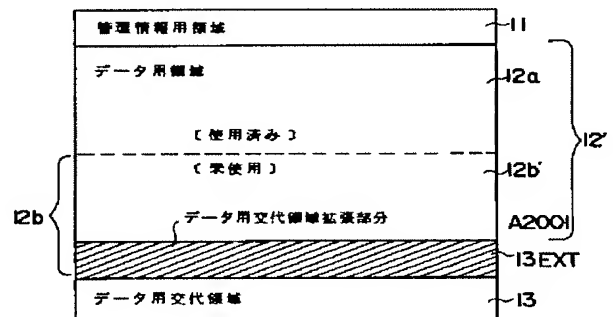 管理情報用領域
11
データ用領域
12a
〔使用済み〕
12'
〔未使用〕
12b'
12b
A2001
データ用交代領域拡張部分
13EXT
データ用交代領域
13